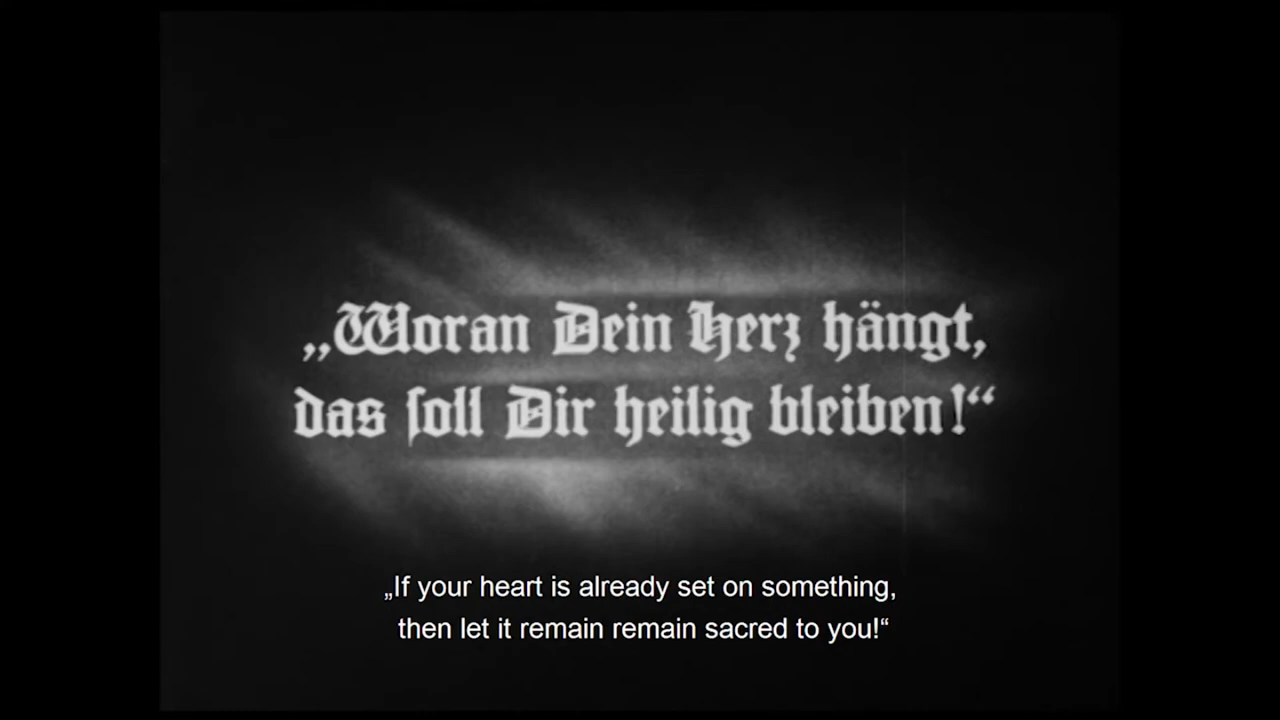 „Woran Dein Herz hängt,
das ſoll Dir heilig bleiben!“
„If your heart is already set on something,
then let it remain remain sacred to you!“